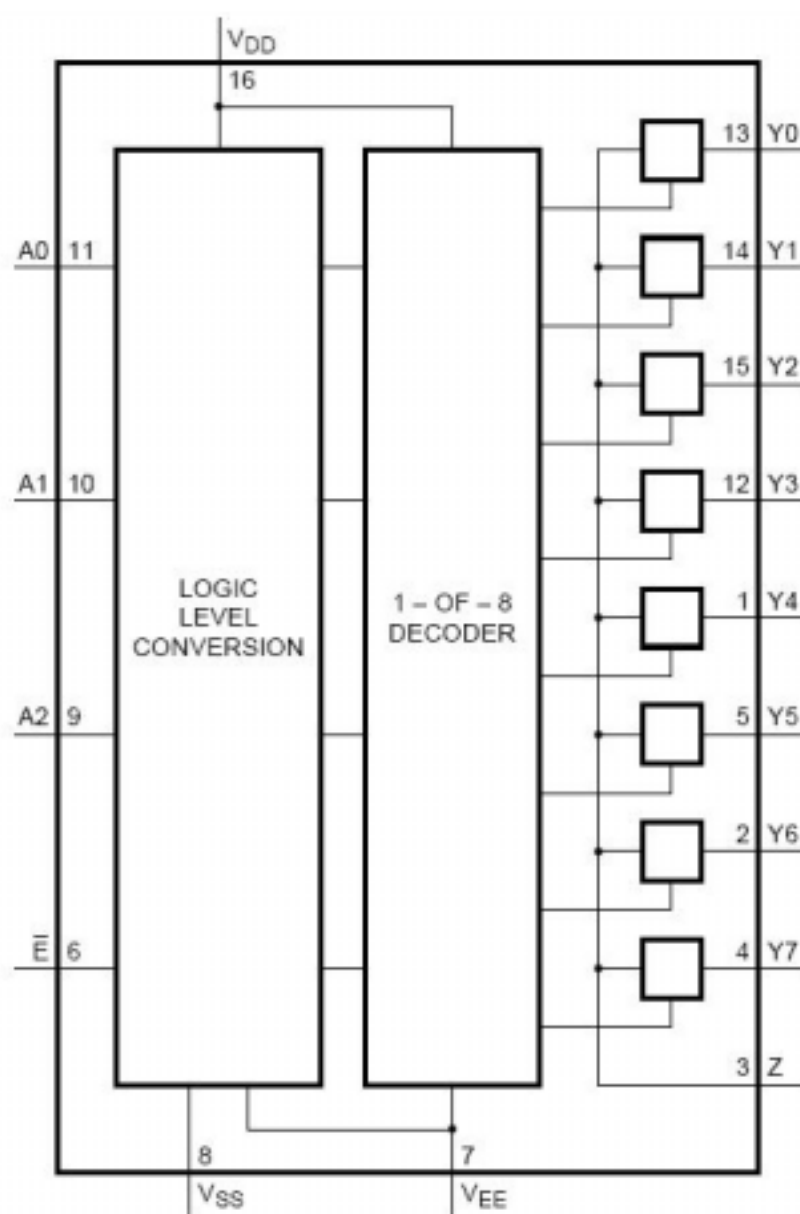 VDD
16
13 Y0
A0 11
14 Y1
15 Y2
A1 10
12 Y3
LOGIC
LEVEL
CONVERSION
1 – OF – 8
DECODER
1 Y4
A2 9
5 Y5
2 Y6
E̅ 6
4 Y7
3 Z
8
7
VSS
VEE